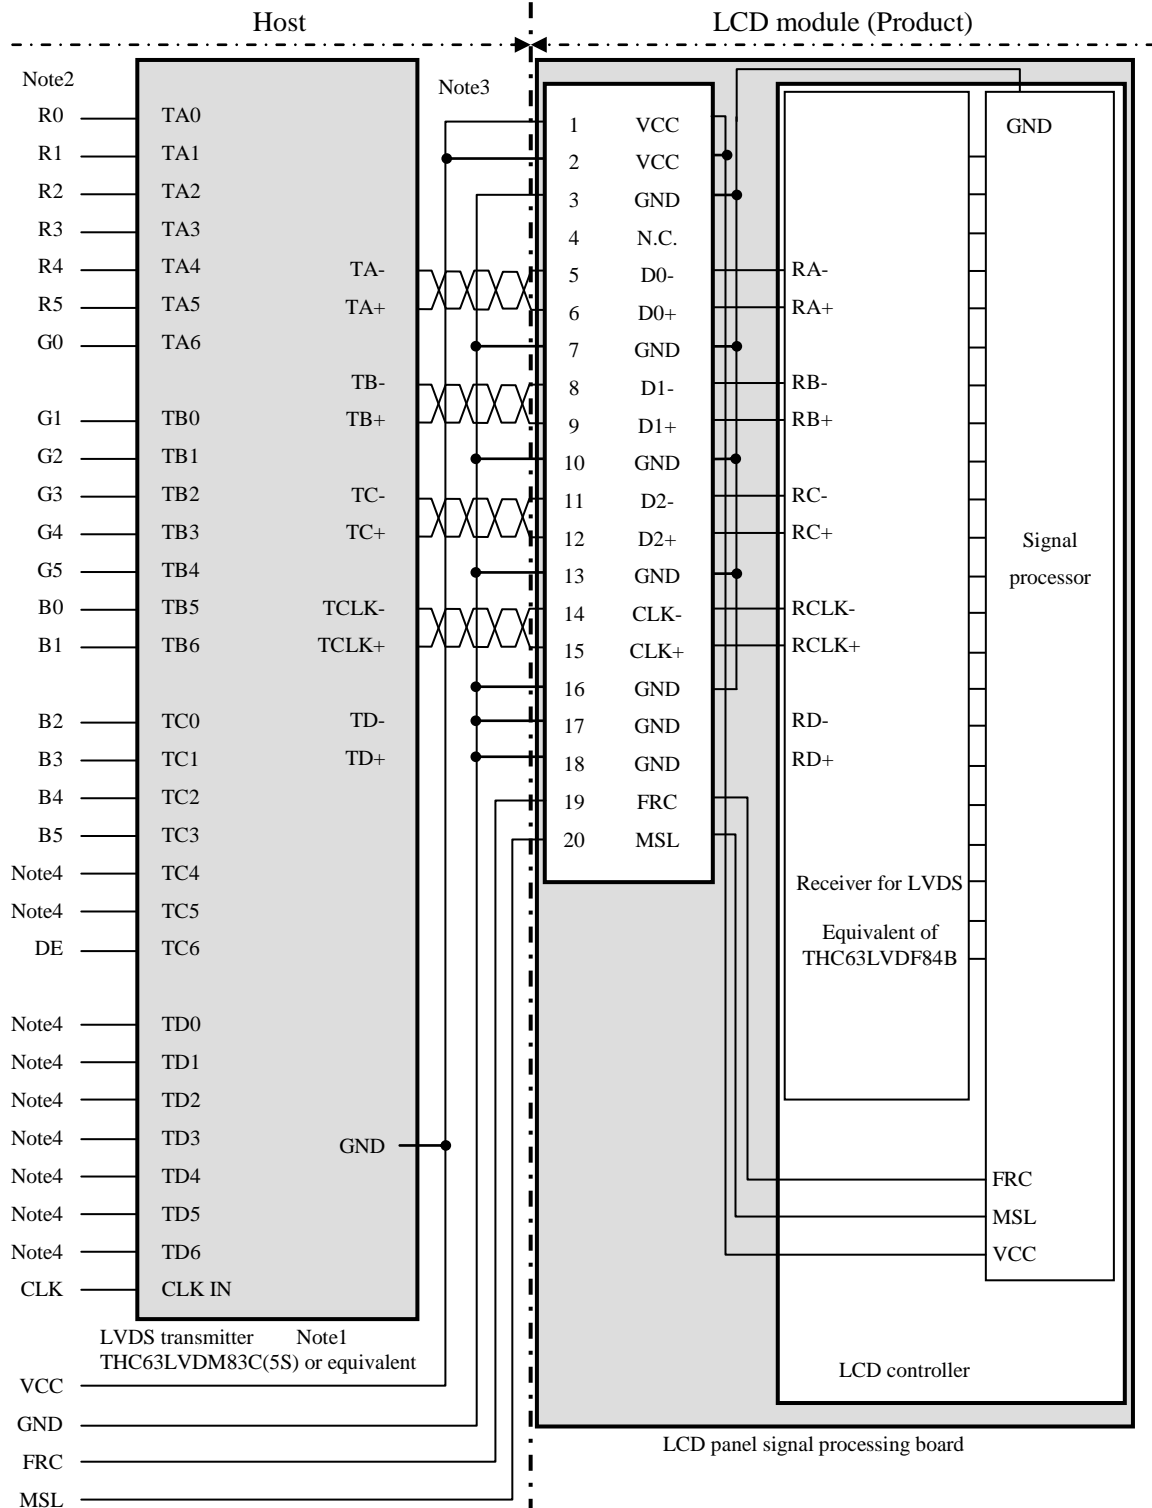 Host
LCD module (Product)
Note2
Note3
R0 TA0
R1 TA1
R2 TA2
R3 TA3
R4 TA4 TA-
R5 TA5 TA+
G0 TA6
TB-
G1 TB0 TB+
G2 TB1
G3 TB2 TC-
G4 TB3 TC+
G5 TB4
B0 TB5 TCLK-
B1 TB6 TCLK+
B2 TC0 TD-
B3 TC1 TD+
B4 TC2
B5 TC3
Note4 TC4
Note4 TC5
DE TC6
Note4 TD0
Note4 TD1
Note4 TD2
Note4 TD3 GND
Note4 TD4
Note4 TD5
Note4 TD6
CLK CLK IN
LVDS transmitter Note1
THC63LVDM83C(5S) or equivalent
VCC
GND
FRC
MSL
1 VCC
2 VCC
3 GND
4 N.C.
5 D0-
6 D0+
7 GND
8 D1-
9 D1+
10 GND
11 D2-
12 D2+
13 GND
14 CLK-
15 CLK+
16 GND
17 GND
18 GND
19 FRC
20 MSL
RA-
RA+
RB-
RB+
RC-
RC+
RCLK-
RCLK+
RD-
RD+
Receiver for LVDS
Equivalent of
THC63LVDF84B
GND
Signal
processor
FRC
MSL
VCC
LCD controller
LCD panel signal processing board